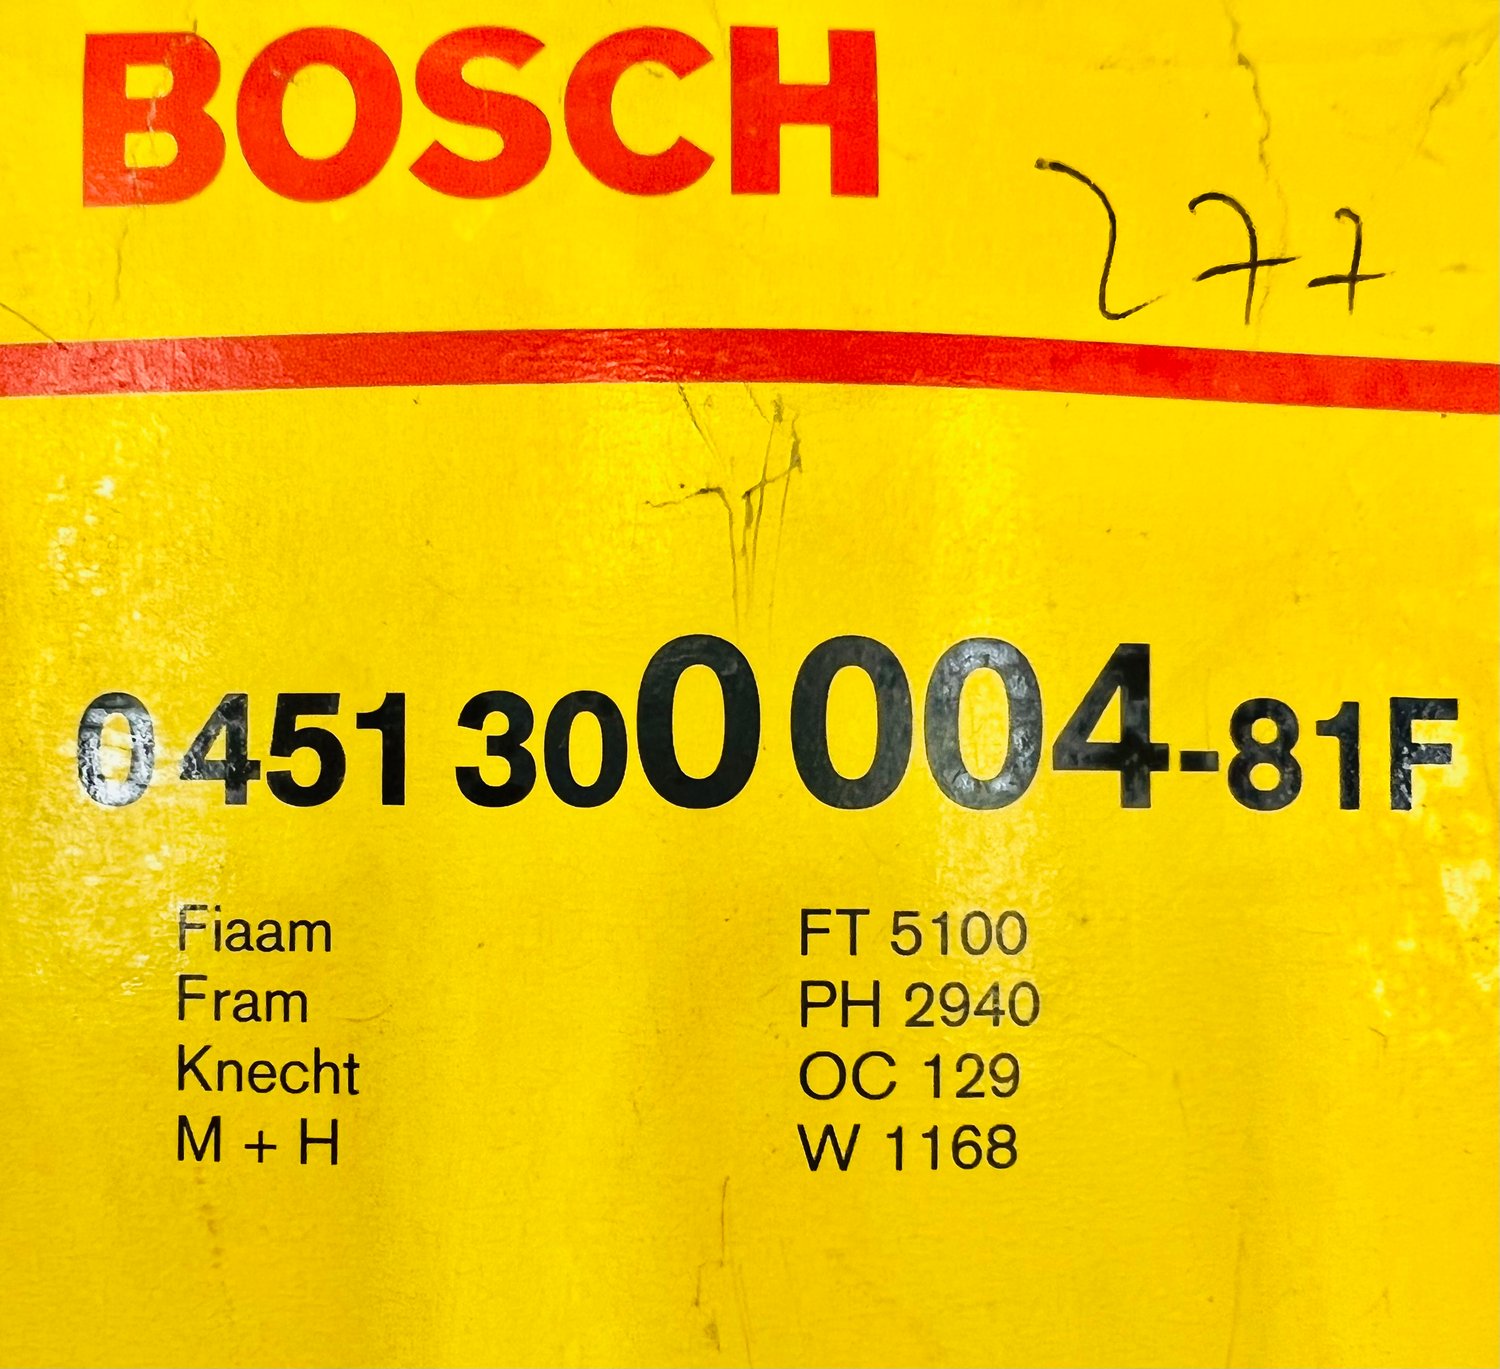 BOSCH
277
0 451 300 004-81F
Fiaam FT 5100
Fram PH 2940
Knecht OC 129
M + H W 1168